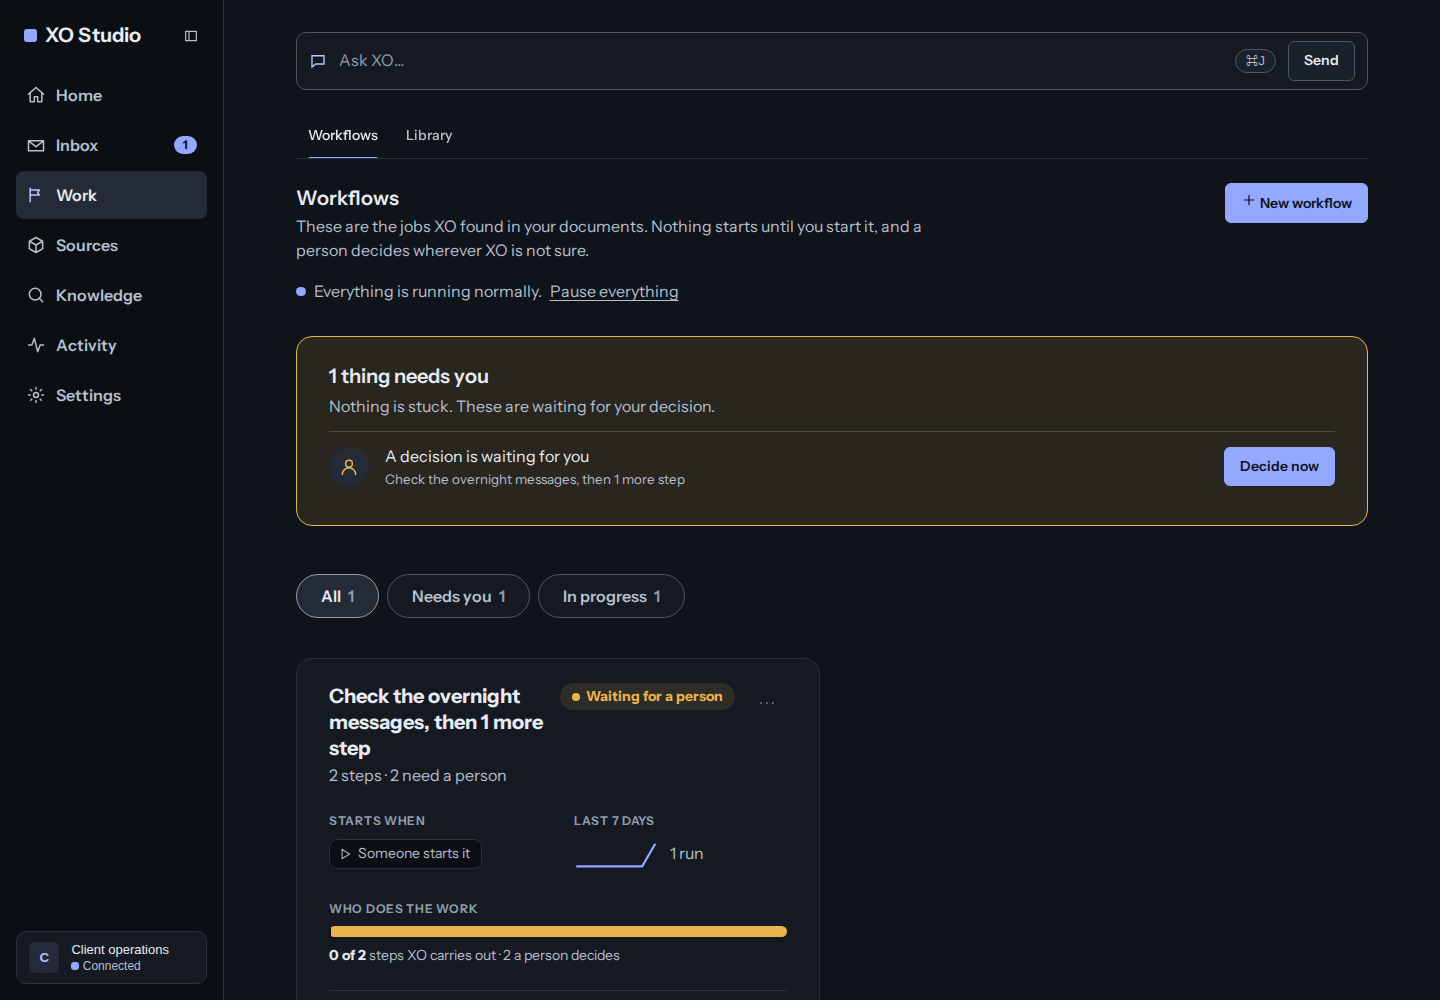 XO Studio
Home
Inbox 1
Work
Sources
Knowledge
Activity
Settings
C
Client operations
Connected
Ask XO...
⌘J
Send
Workflows
Library
Workflows
These are the jobs XO found in your documents. Nothing starts until you start it, and a
person decides wherever XO is not sure.
New workflow
Everything is running normally. Pause everything
1 thing needs you
Nothing is stuck. These are waiting for your decision.
A decision is waiting for you
Check the overnight messages, then 1 more step
Decide now
All 1
Needs you 1
In progress 1
Check the overnight
messages, then 1 more
step
Waiting for a person
...
2 steps · 2 need a person
STARTS WHEN
Someone starts it
LAST 7 DAYS
1 run
WHO DOES THE WORK
0 of 2 steps XO carries out · 2 a person decides